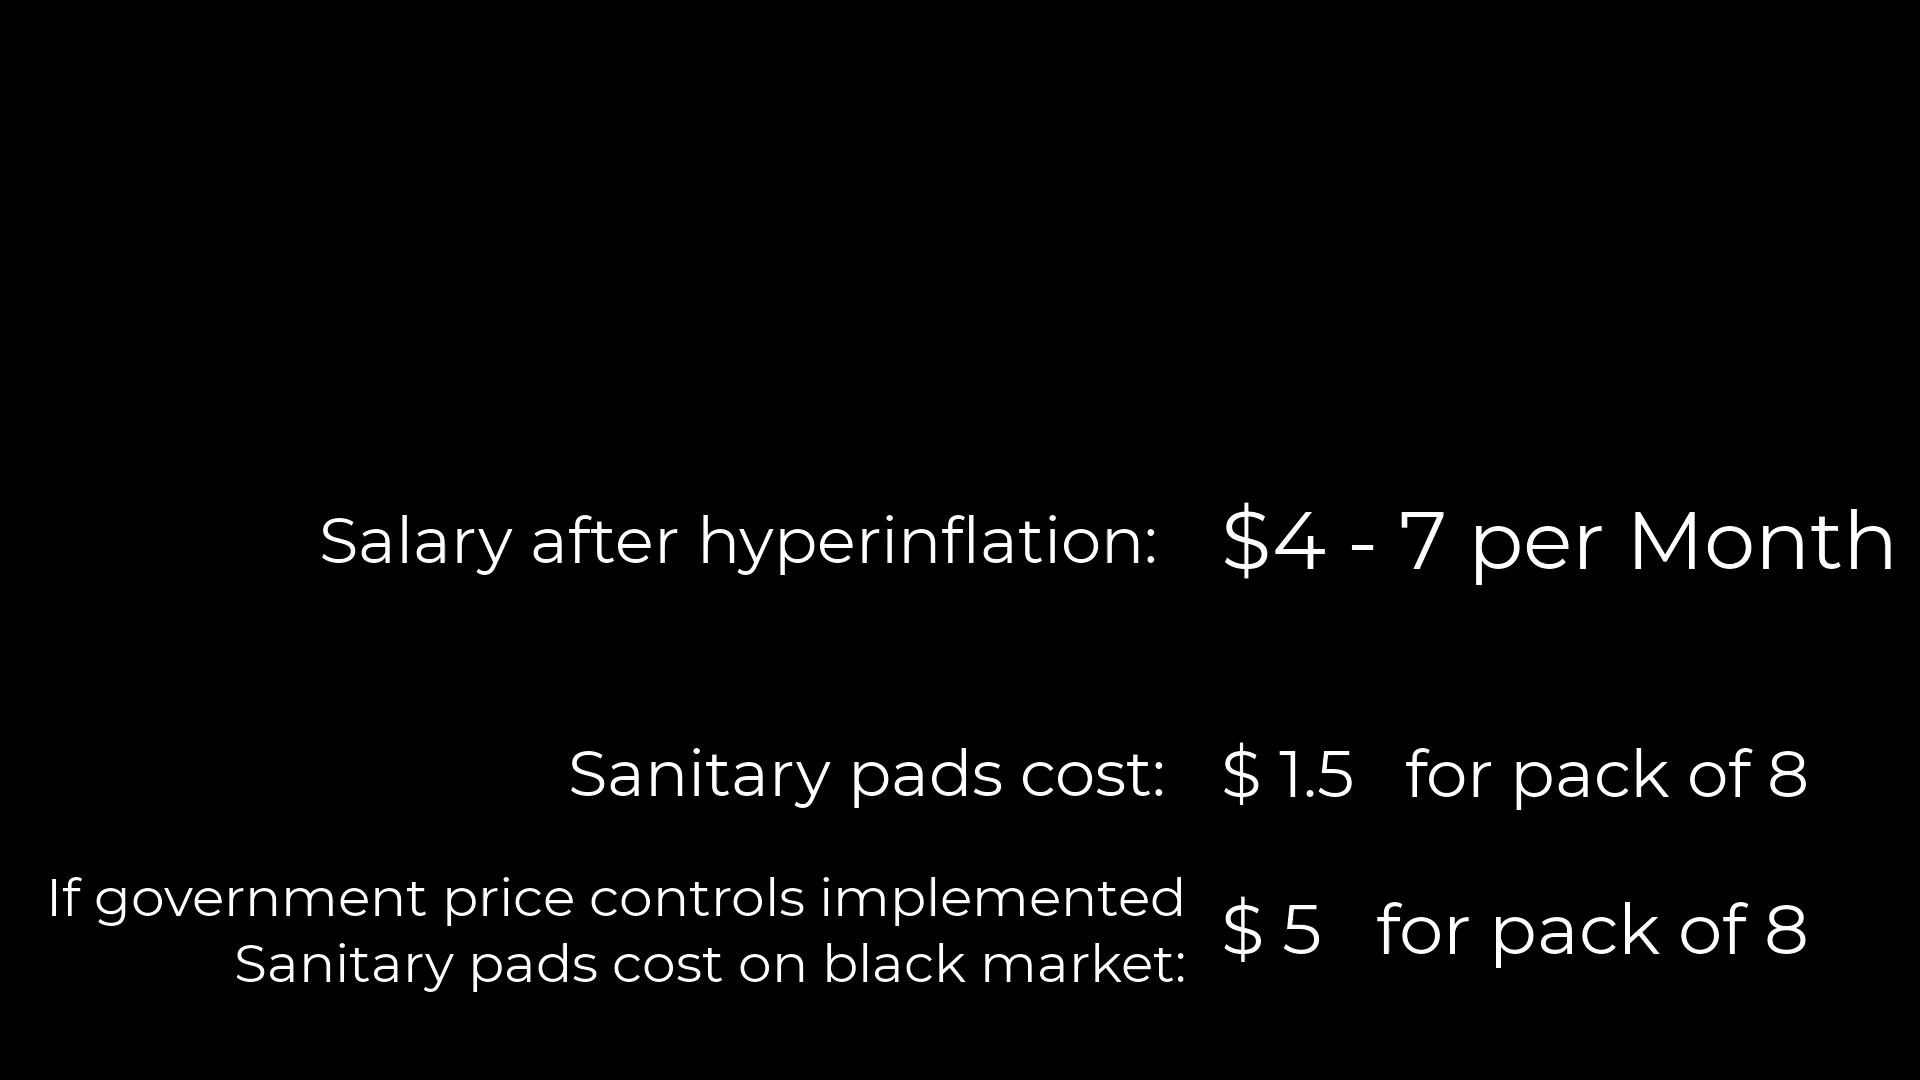 Salary after hyperinflation: $4 - 7 per Month
Sanitary pads cost: $ 1.5 for pack of 8
If government price controls implemented
Sanitary pads cost on black market: $ 5 for pack of 8